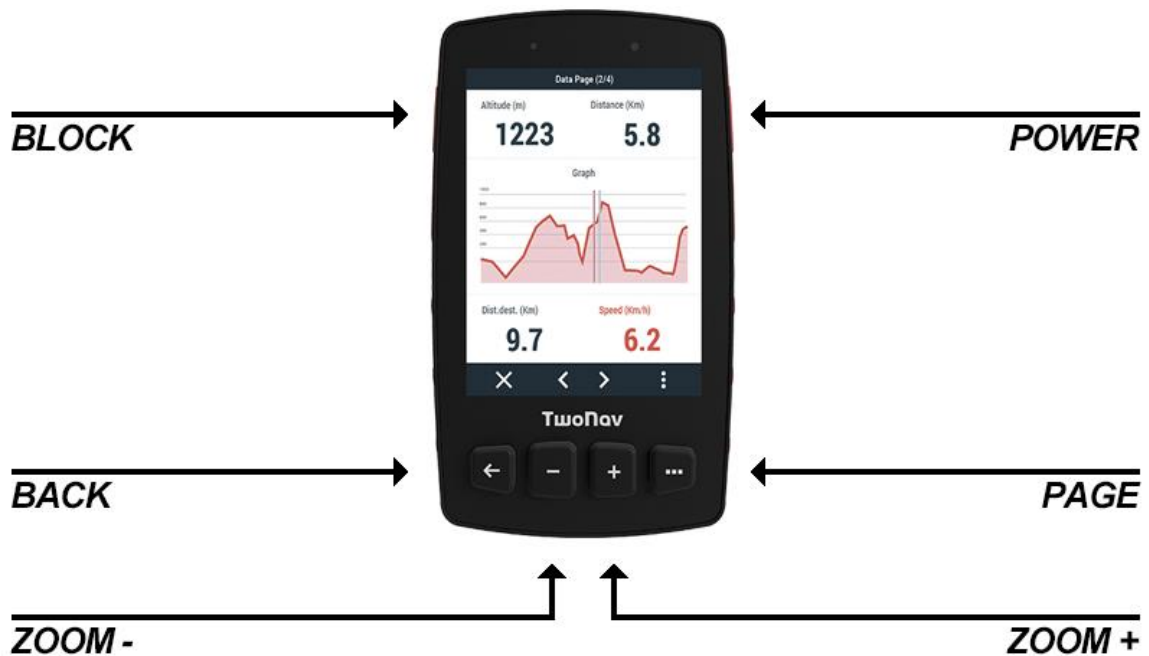 Data Page (2/4)
Altitude (m) Distance (Km)
BLOCK 1223 5.8 POWER
Graph
Dist.dest. (Km) Speed (Km/h)
9.7 6.2
TwoNav
BACK PAGE
ZOOM - ZOOM +